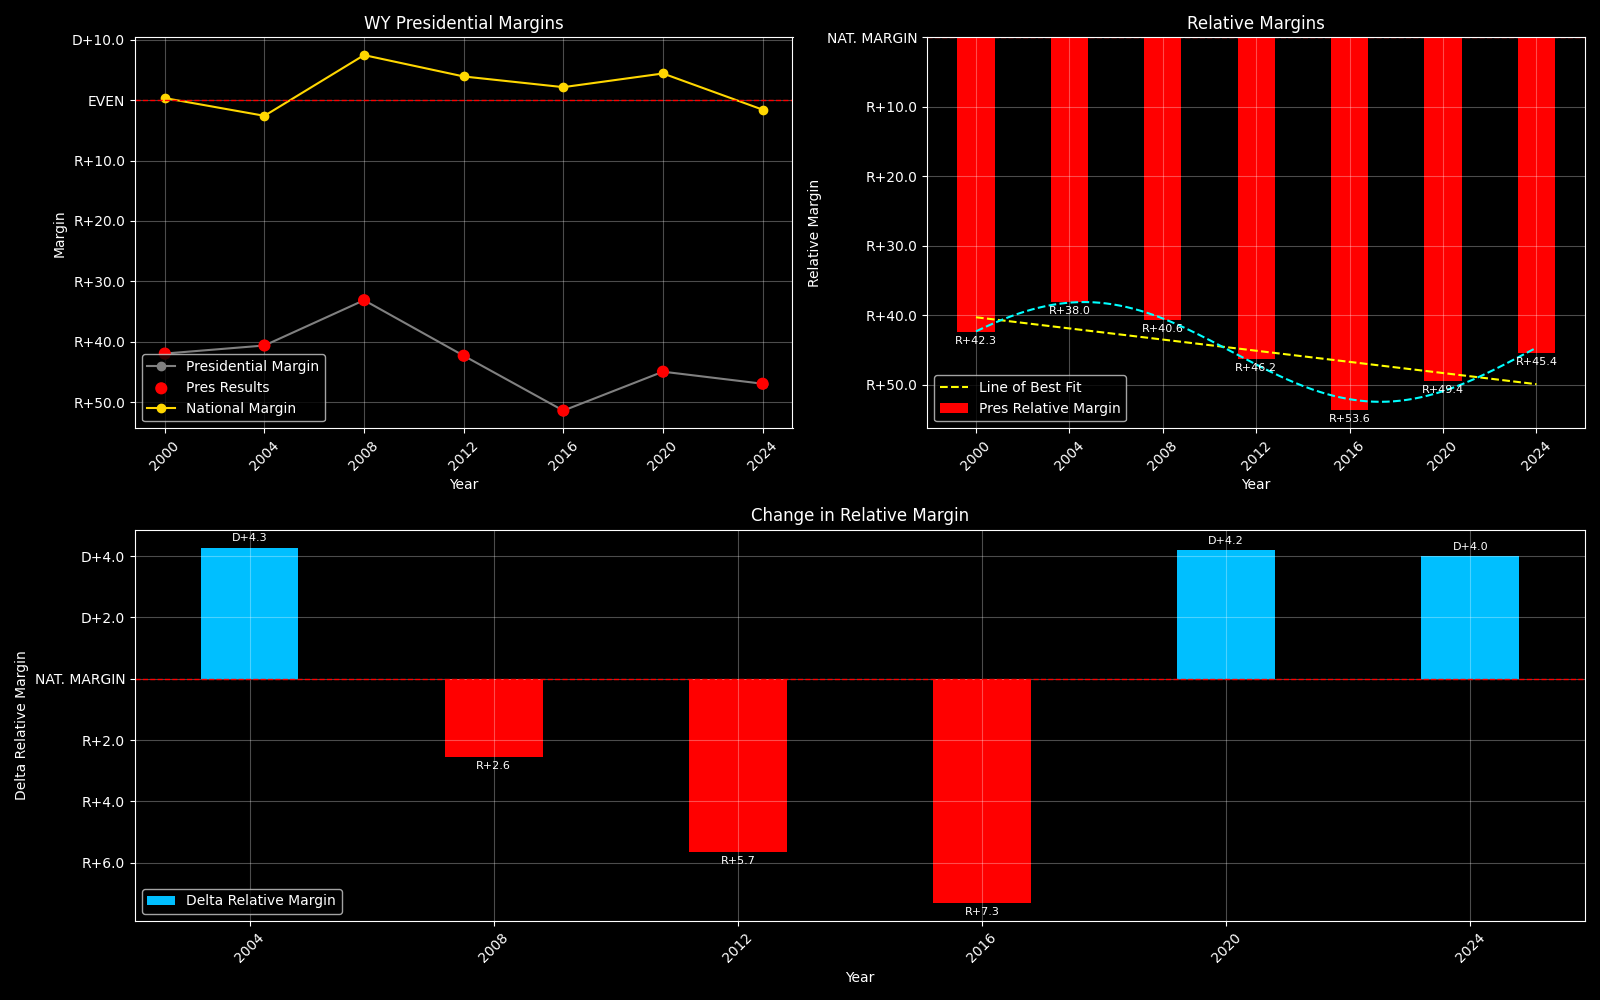 WY Presidential Margins
D+10.0
EVEN
R+10.0
R+20.0
R+30.0
R+40.0
R+50.0
Margin
Presidential Margin
Pres Results
National Margin
2000
2004
2008
2012
2016
2020
2024
Year
Relative Margins
NAT. MARGIN
R+10.0
R+20.0
R+30.0
R+40.0
R+50.0
Relative Margin
R+42.3
R+38.0
R+40.6
R+46.2
R+53.6
R+49.4
R+45.4
Line of Best Fit
Pres Relative Margin
2000
2004
2008
2012
2016
2020
2024
Year
Change in Relative Margin
D+4.0
D+2.0
NAT. MARGIN
R+2.0
R+4.0
R+6.0
Delta Relative Margin
D+4.3
R+2.6
R+5.7
R+7.3
D+4.2
D+4.0
Delta Relative Margin
2004
2008
2012
2016
2020
2024
Year